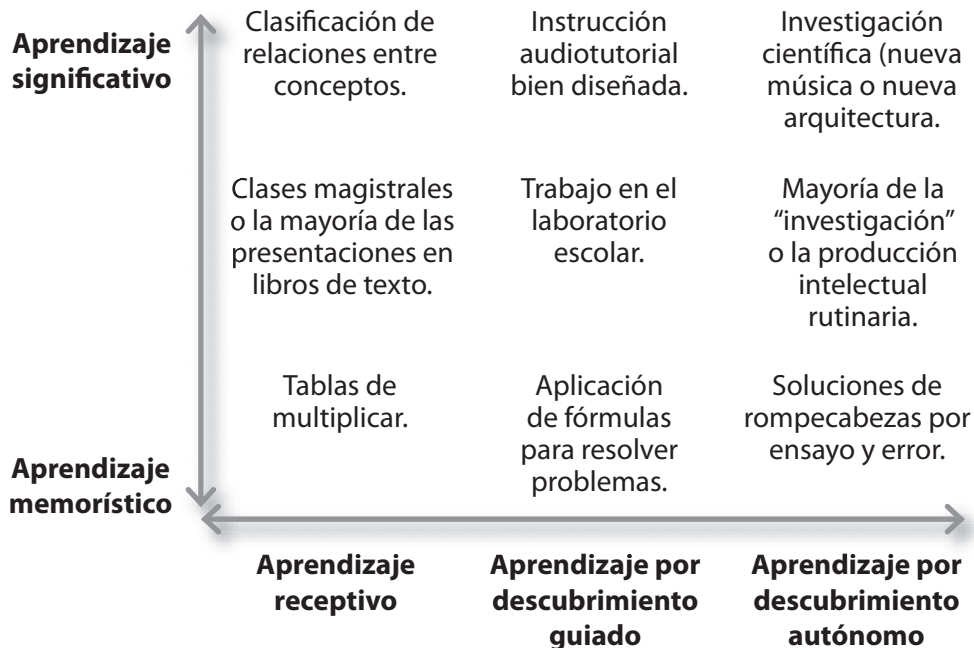 Aprendizaje
significativo
Clasificación de
relaciones entre
conceptos.
Instrucción
audiotutorial
bien diseñada.
Investigación
científica (nueva
música o nueva
arquitectura.
Clases magistrales
o la mayoría de las
presentaciones en
libros de texto.
Trabajo en el
laboratorio
escolar.
Mayoría de la
“investigación”
o la producción
intelectual
rutinaria.
Tablas de
multiplicar.
Aplicación
de fórmulas
para resolver
problemas.
Soluciones de
rompecabezas por
ensayo y error.
Aprendizaje
memorístico
Aprendizaje
receptivo
Aprendizaje por
descubrimiento
guiado
Aprendizaje por
descubrimiento
autónomo